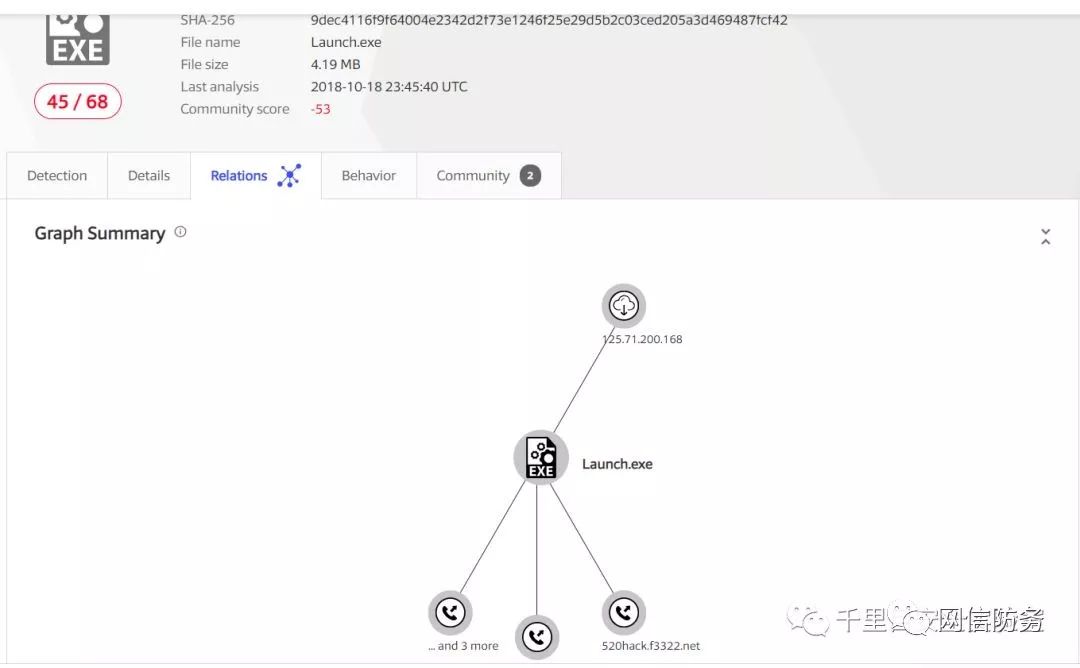 SHA-256 9dec4116f9f64004e2342d2f73e1246f25e29d5b2c03ced205a3d469487fcf42
EXE
File name Launch.exe
File size 4.19 MB
45 / 68
Last analysis 2018-10-18 23:45:40 UTC
Community score -53
Detection Details Relations Behavior Community 2
Graph Summary
125.71.200.168
EXE
Launch.exe
... and 3 more
520hack.f3322.net
千里
网信防务